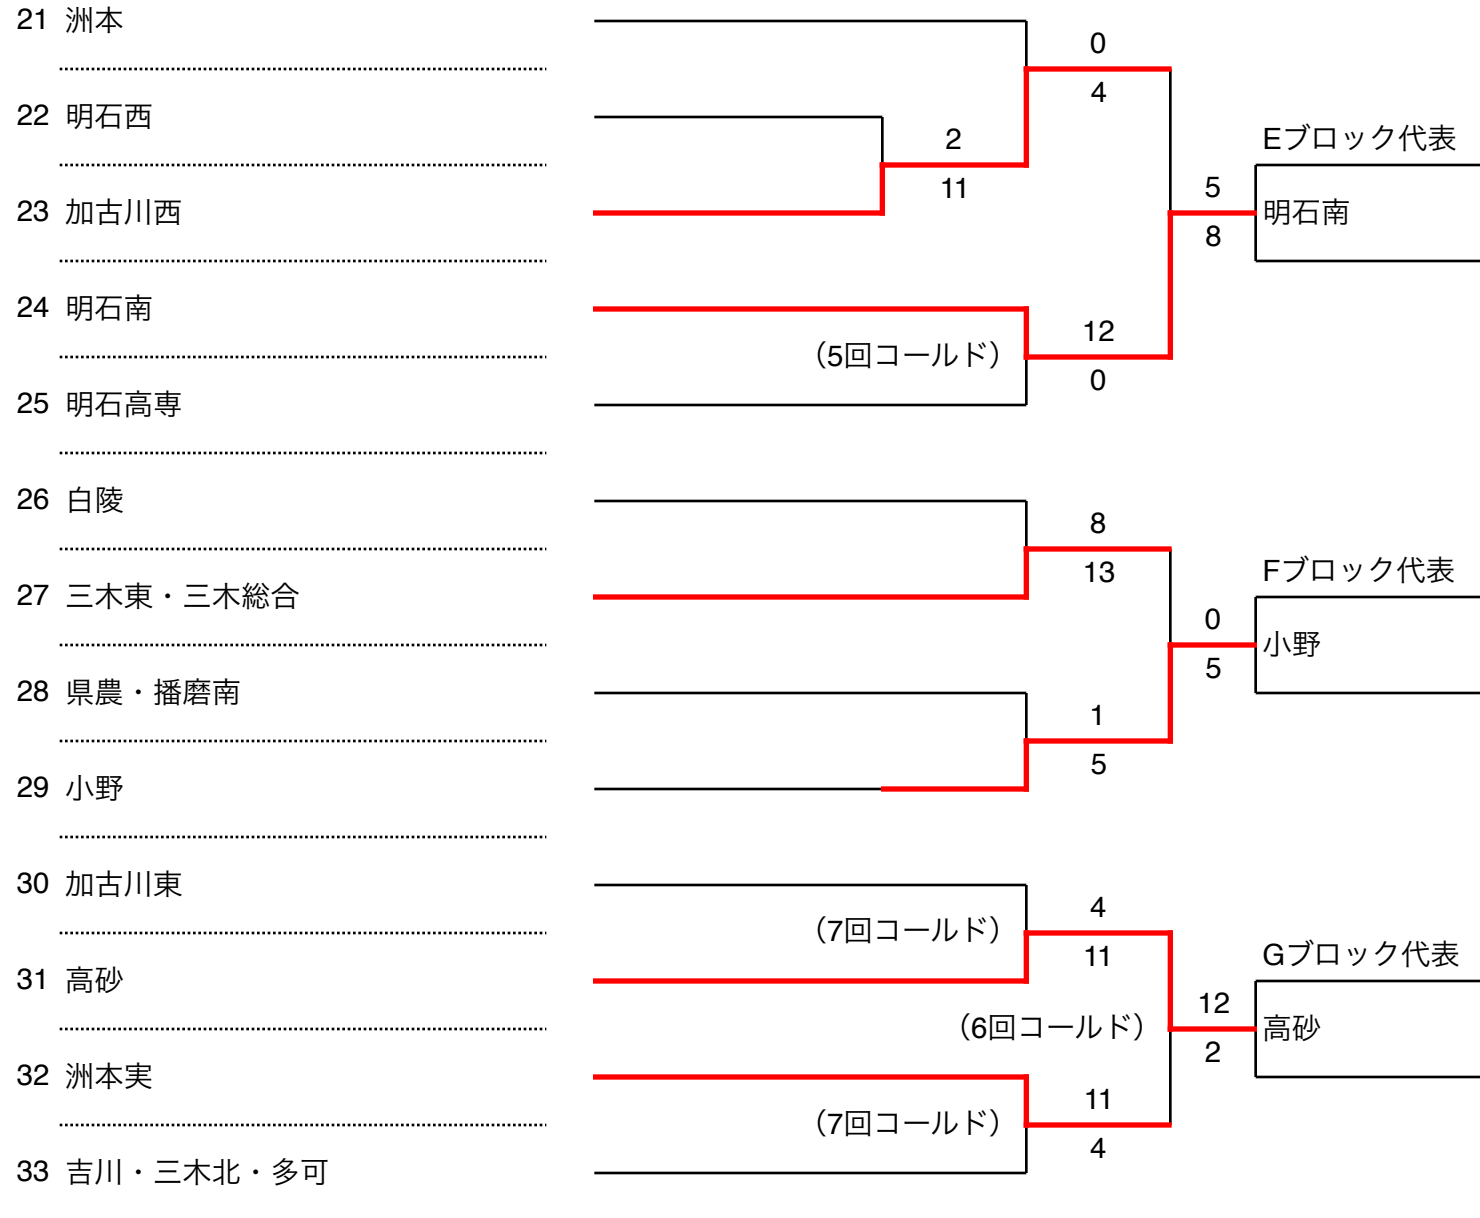 21 洲本
0
4
22 明石西
2
11
Eブロック代表
23 加古川西
5
8
明石南
24 明石南
(5回コールド)
12
0
25 明石高専
26 白陵
8
13
27 三木東・三木総合
Fブロック代表
0
5
小野
28 県農・播磨南
1
5
29 小野
30 加古川東
(7回コールド)
4
11
31 高砂
Gブロック代表
(6回コールド)
12
2
高砂
32 洲本実
(7回コールド)
11
4
33 吉川・三木北・多可